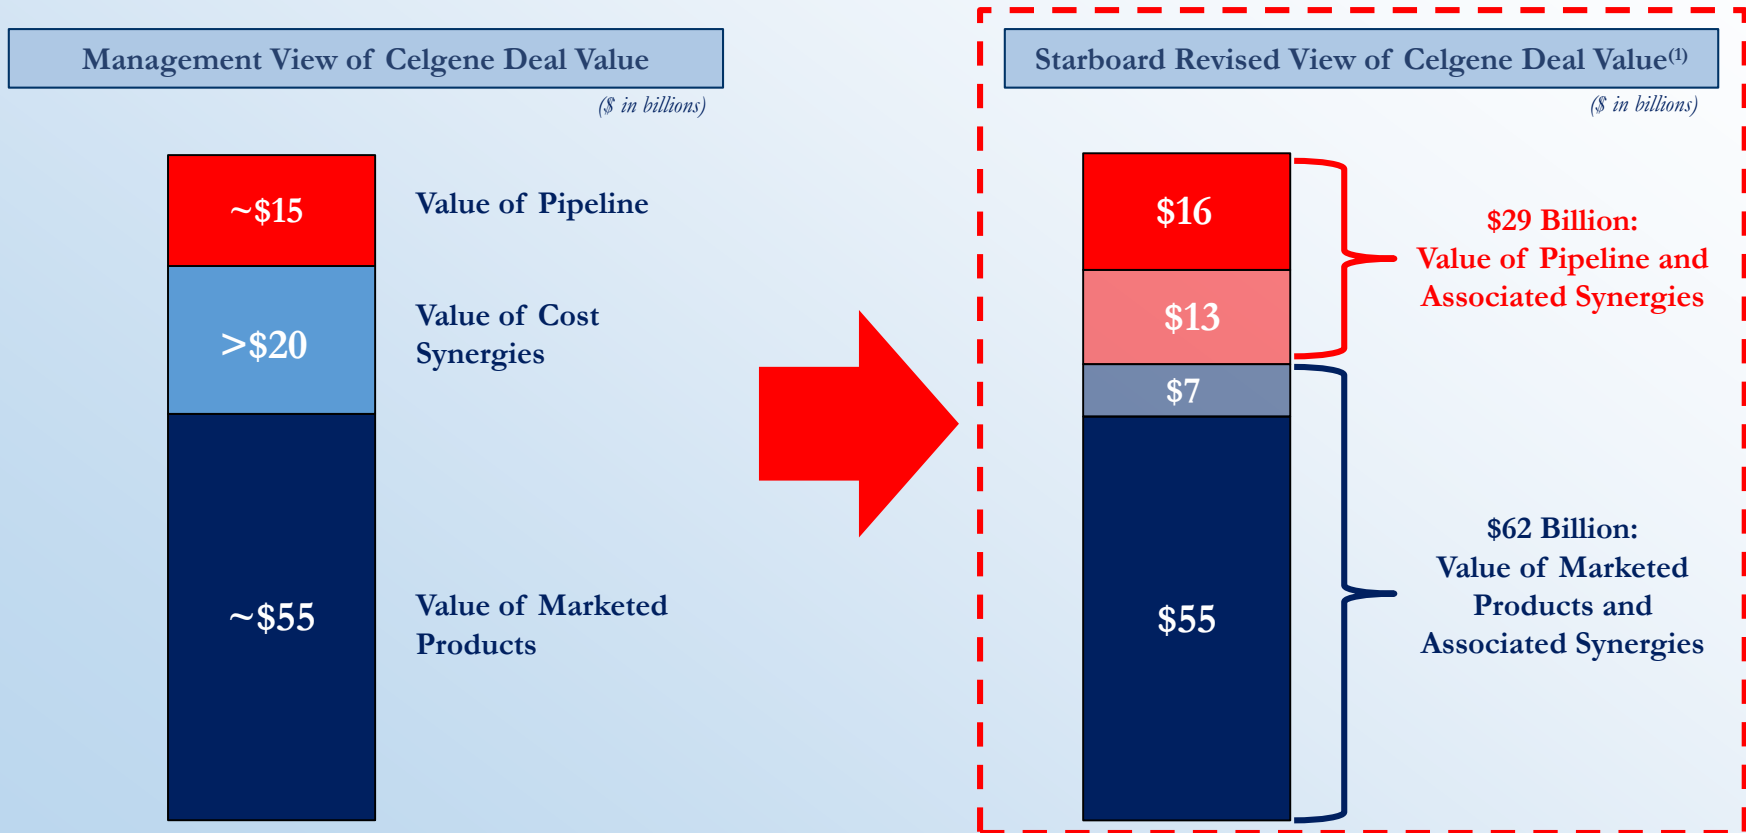 Management View of Celgene Deal Value
($ in billions)
~$15
Value of Pipeline
>$20
Value of Cost
Synergies
~$55
Value of Marketed
Products
Starboard Revised View of Celgene Deal Value(1)
($ in billions)
$16
$13
$29 Billion:
Value of Pipeline and
Associated Synergies
$7
$55
$62 Billion:
Value of Marketed
Products and
Associated Synergies